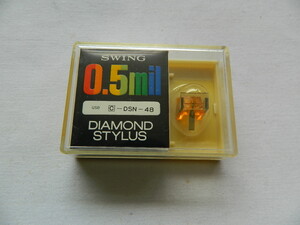 SWING
0.5mil
C-DSN-48
DIAMOND
STYLUS